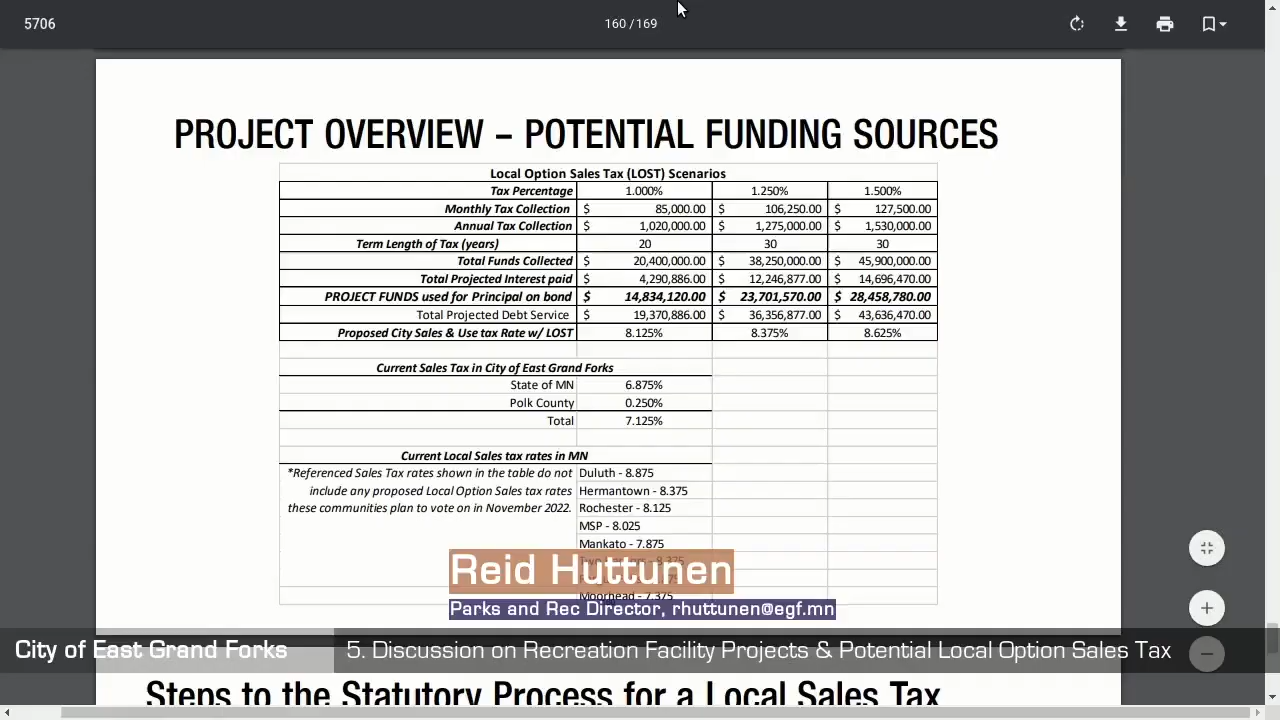 5706
160 / 169
PROJECT OVERVIEW – POTENTIAL FUNDING SOURCES
Local Option Sales Tax (LOST) Scenarios
Tax Percentage 1.000% 1.250% 1.500%
Monthly Tax Collection $ 85,000.00 $ 106,250.00 $ 127,500.00
Annual Tax Collection $ 1,020,000.00 $ 1,275,000.00 $ 1,530,000.00
Term Length of Tax (years) 20 30 30
Total Funds Collected $ 20,400,000.00 $ 38,250,000.00 $ 45,900,000.00
Total Projected Interest paid $ 4,290,886.00 $ 12,246,877.00 $ 14,696,470.00
PROJECT FUNDS used for Principal on bond $ 14,834,120.00 $ 23,701,570.00 $ 28,458,780.00
Total Projected Debt Service $ 19,370,886.00 $ 36,356,877.00 $ 43,636,470.00
Proposed City Sales & Use tax Rate w/ LOST 8.125% 8.375% 8.625%
Current Sales Tax in City of East Grand Forks
State of MN 6.875%
Polk County 0.250%
Total 7.125%
Current Local Sales tax rates in MN
*Referenced Sales Tax rates shown in the table do not Duluth - 8.875
include any proposed Local Option Sales tax rates Hermantown - 8.375
these communities plan to vote on in November 2022. Rochester - 8.125
MSP - 8.025
Mankato - 7.875
Moorhead - 7.375
Reid Huttunen
Parks and Rec Director, rhuttunen@egf.mn
City of East Grand Forks 5. Discussion on Recreation Facility Projects & Potential Local Option Sales Tax
Steps to the Statutory Process for a Local Sales Tax